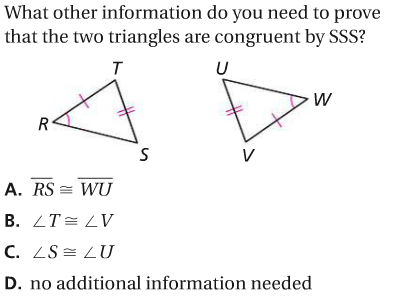 What other information do you need to prove
that the two triangles are congruent by SSS?
T
U
R
W
S
V
A. RS ≅ WU
B. ∠T ≅ ∠V
C. ∠S ≅ ∠U
D. no additional information needed